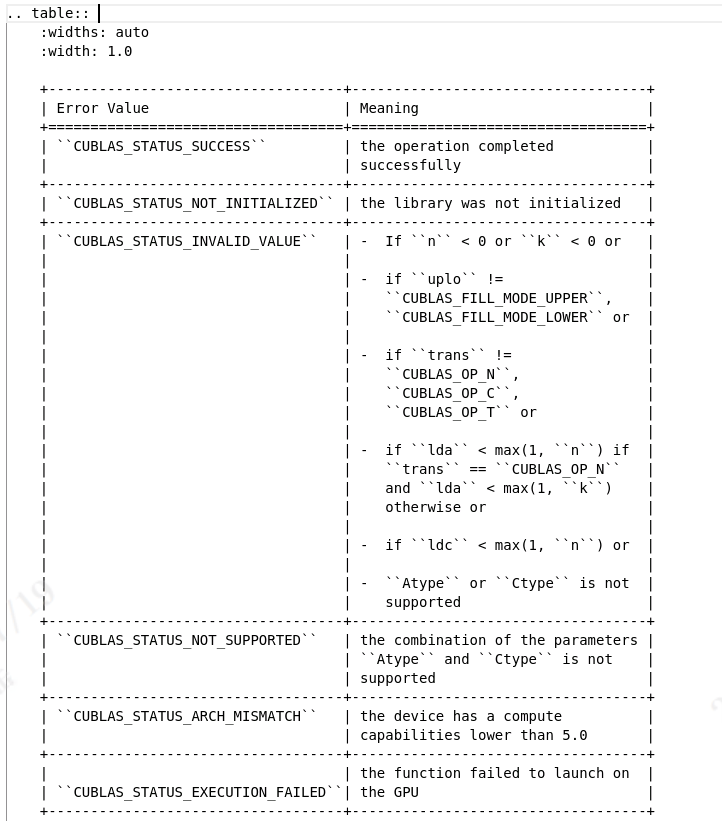 .. table::
    :widths: auto
    :width: 1.0

    +-----------------------------------+-----------------------------------+
    | Error Value                       | Meaning                           |
    +===================================+===================================+
    | ``CUBLAS_STATUS_SUCCESS``         | the operation completed           |
    |                                   | successfully                      |
    +-----------------------------------+-----------------------------------+
    | ``CUBLAS_STATUS_NOT_INITIALIZED`` | the library was not initialized   |
    +-----------------------------------+-----------------------------------+
    | ``CUBLAS_STATUS_INVALID_VALUE``   | -  If ``n`` < 0 or ``k`` < 0 or   |
    |                                   |                                   |
    |                                   | -  if ``uplo`` !=                 |
    |                                   |    ``CUBLAS_FILL_MODE_UPPER``,    |
    |                                   |    ``CUBLAS_FILL_MODE_LOWER`` or  |
    |                                   |                                   |
    |                                   | -  if ``trans`` !=                |
    |                                   |    ``CUBLAS_OP_N``,               |
    |                                   |    ``CUBLAS_OP_C``,               |
    |                                   |    ``CUBLAS_OP_T`` or             |
    |                                   |                                   |
    |                                   | -  if ``lda`` < max(1, ``n``) if  |
    |                                   |    ``trans`` == ``CUBLAS_OP_N``   |
    |                                   |    and ``lda`` < max(1, ``k``)    |
    |                                   |    otherwise or                   |
    |                                   |                                   |
    |                                   | -  if ``ldc`` < max(1, ``n``) or  |
    |                                   |                                   |
    |                                   | -  ``Atype`` or ``Ctype`` is not  |
    |                                   |    supported                      |
    +-----------------------------------+-----------------------------------+
    | ``CUBLAS_STATUS_NOT_SUPPORTED``   | the combination of the parameters |
    |                                   | ``Atype`` and ``Ctype`` is not    |
    |                                   | supported                         |
    +-----------------------------------+-----------------------------------+
    | ``CUBLAS_STATUS_ARCH_MISMATCH``   | the device has a compute          |
    |                                   | capabilities lower than 5.0       |
    +-----------------------------------+-----------------------------------+
    |                                   | the function failed to launch on  |
    | ``CUBLAS_STATUS_EXECUTION_FAILED``| the GPU                           |
    +-----------------------------------+-----------------------------------+